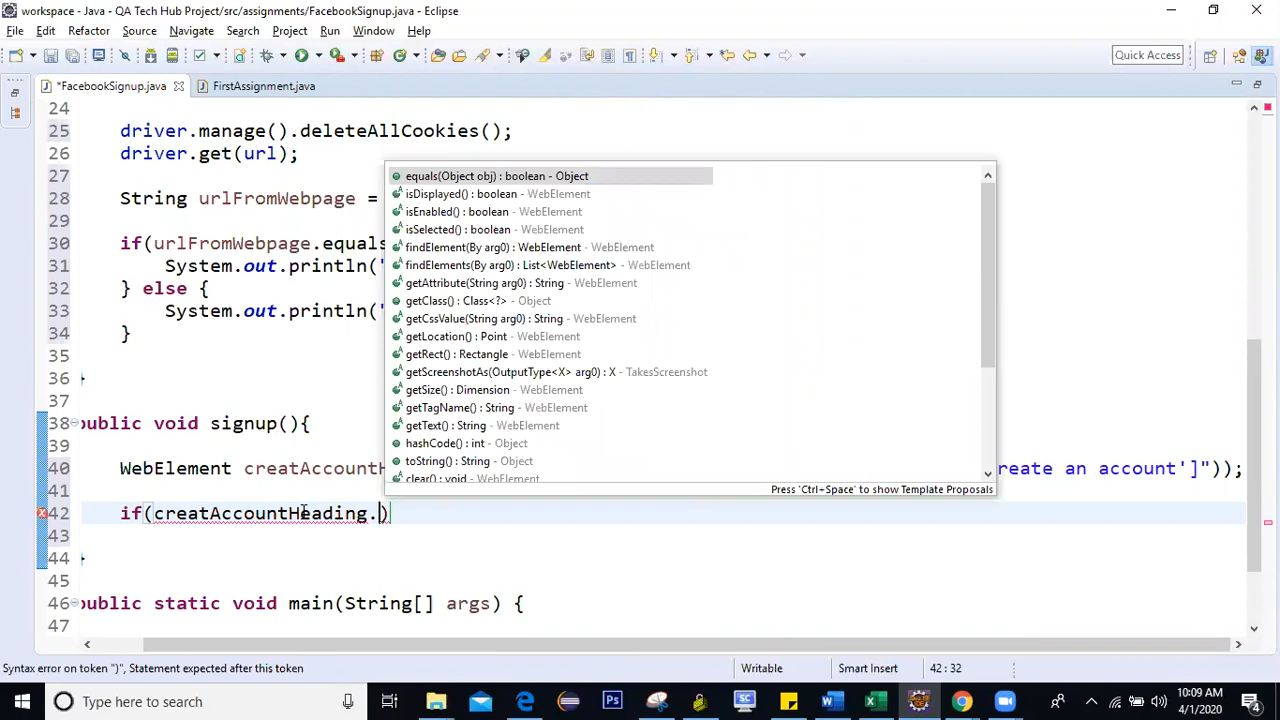 workspace - Java - QA Tech Hub Project/src/assignments/FacebookSignup.java - Eclipse
File Edit Refactor Source Navigate Search Project Run Window Help
Quick Access
*FacebookSignup.java FirstAssignment.java
24
25 driver.manage().deleteAllCookies();
26 driver.get(url);
27
28 String urlFromWebpage =
29
30 if(urlFromWebpage.equals
31 System.out.println("
32 } else {
33 System.out.println("
34 }
35
36 }
37
38 public void signup(){
39
40 WebElement creatAccountH reate an account']"));
41
42 if(creatAccountHeading.)
43
44 }
45
46 public static void main(String[] args) {
47
equals(Object obj) : boolean - Object
isDisplayed() : boolean - WebElement
isEnabled() : boolean - WebElement
isSelected() : boolean - WebElement
findElement(By arg0) : WebElement - WebElement
findElements(By arg0) : List<WebElement> - WebElement
getAttribute(String arg0) : String - WebElement
getClass() : Class<?> - Object
getCssValue(String arg0) : String - WebElement
getLocation() : Point - WebElement
getRect() : Rectangle - WebElement
getScreenshotAs(OutputType<X> arg0) : X - TakesScreenshot
getSize() : Dimension - WebElement
getTagName() : String - WebElement
getText() : String - WebElement
hashCode() : int - Object
toString() : String - Object
clear() : void - WebElement
Press 'Ctrl+Space' to show Template Proposals
Syntax error on token ")", Statement expected after this token
Writable Smart Insert 42 : 32
Type here to search
10:09 AM
4/1/2020
4